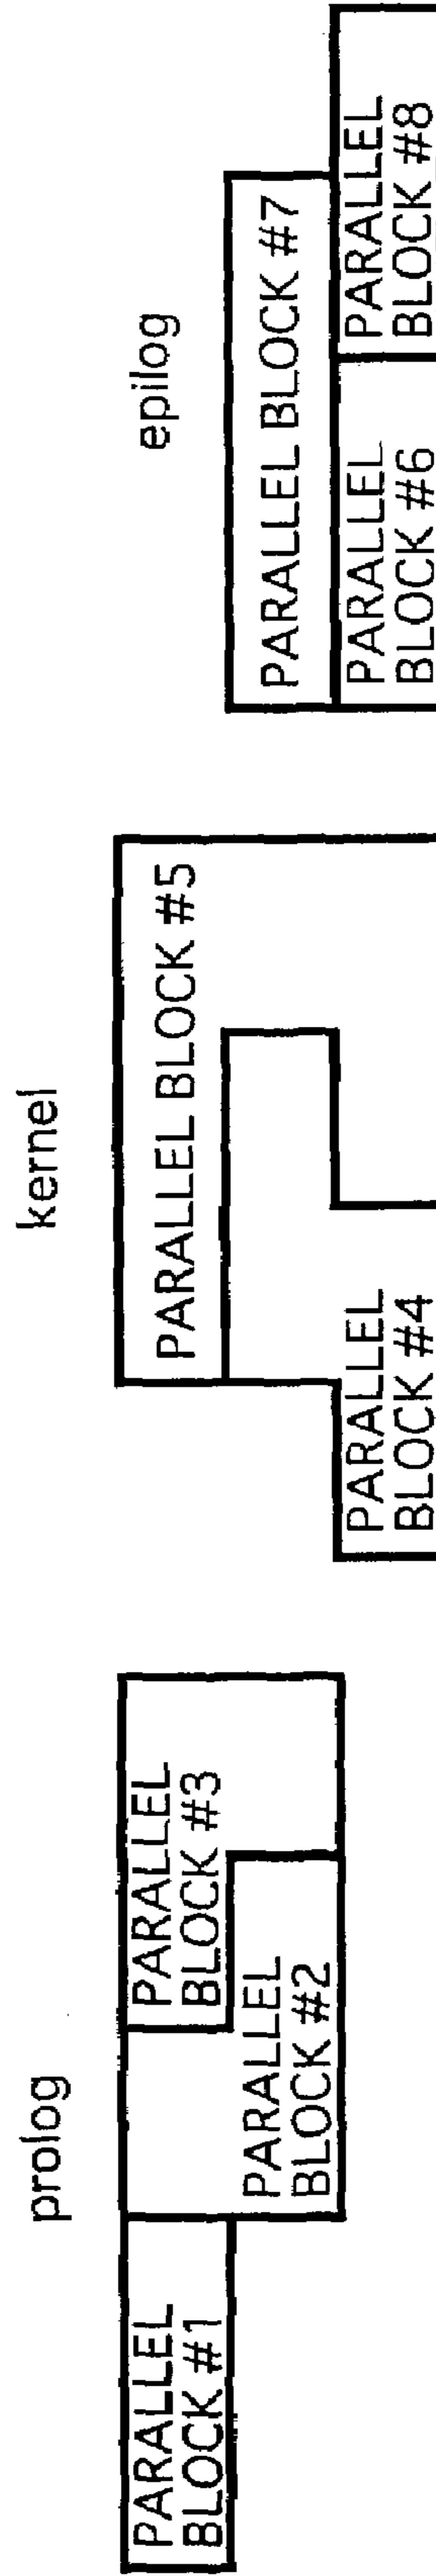 prolog
PARALLEL
BLOCK #1
PARALLEL
BLOCK #2
PARALLEL
BLOCK #3
kernel
PARALLEL
BLOCK #4
PARALLEL BLOCK #5
epilog
PARALLEL
BLOCK #6
PARALLEL BLOCK #7
PARALLEL
BLOCK #8